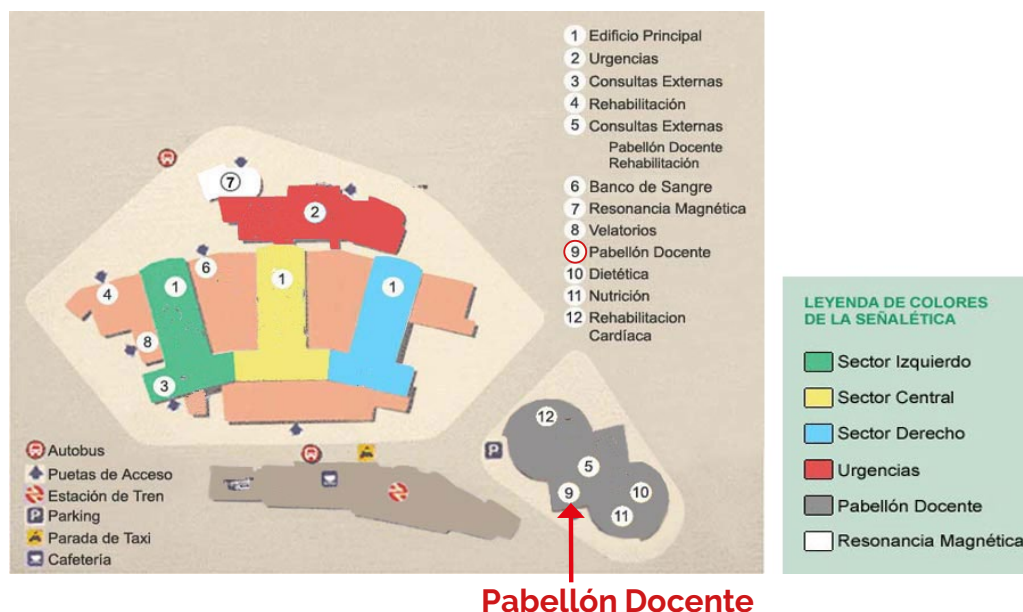 1 Edificio Principal
2 Urgencias
3 Consultas Externas
4 Rehabilitación
5 Consultas Externas
Pabellón Docente
Rehabilitación
6 Banco de Sangre
7 Resonancia Magnética
8 Velatorios
9 Pabellón Docente
10 Dietética
11 Nutrición
12 Rehabilitacion
Cardíaca
7
2
1
1
1
6
4
8
3
12
5
9
10
11
P
Autobus
Puetas de Acceso
Estación de Tren
P Parking
Parada de Taxi
Cafetería
LEYENDA DE COLORES
DE LA SEÑALÉTICA
Sector Izquierdo
Sector Central
Sector Derecho
Urgencias
Pabellón Docente
Resonancia Magnética
Pabellón Docente